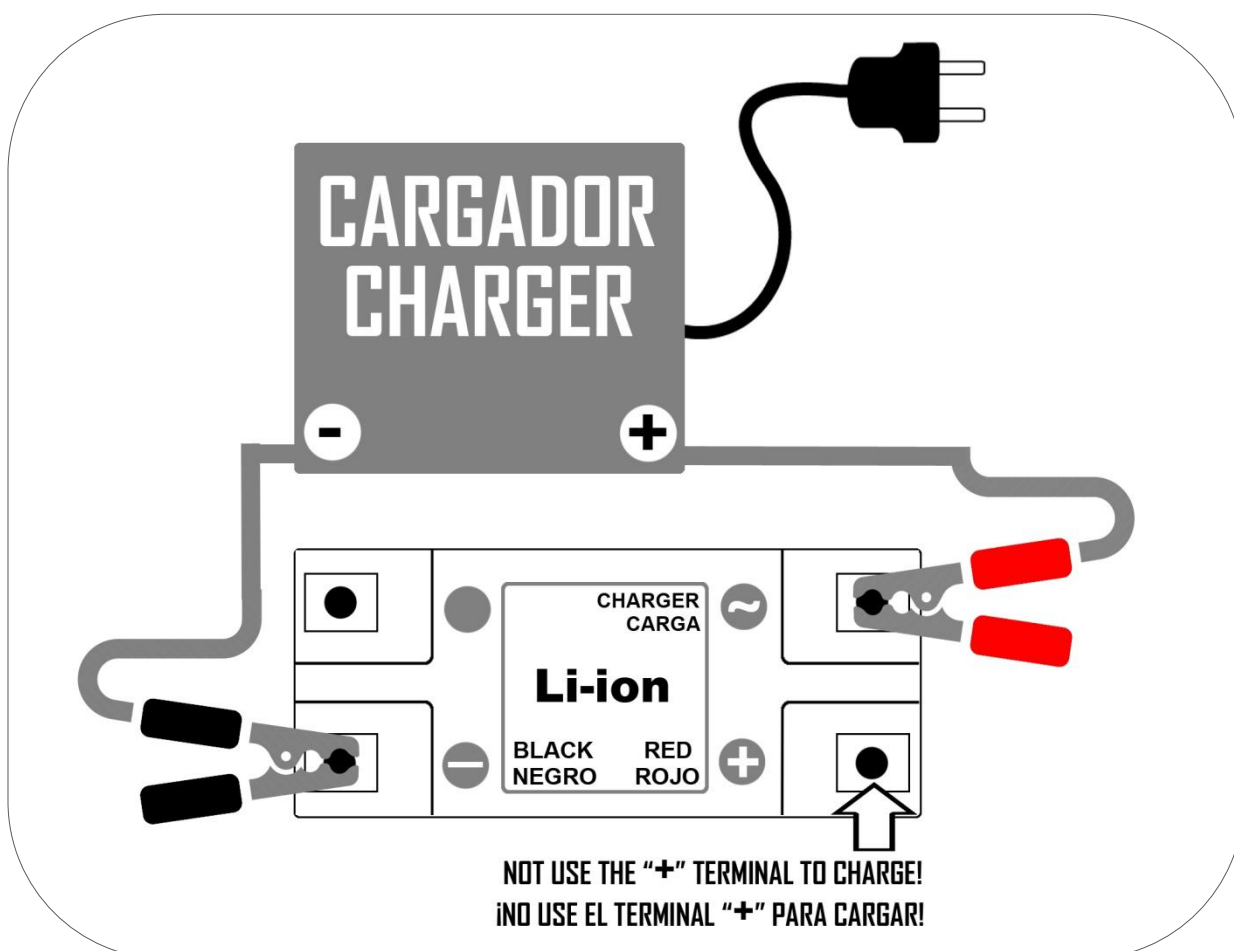 CARGADOR
CHARGER
- +
CHARGER ~
CARGA
Li-ion
BLACK RED
NEGRO ROJO
− +
NOT USE THE “+” TERMINAL TO CHARGE!
¡NO USE EL TERMINAL “+” PARA CARGAR!